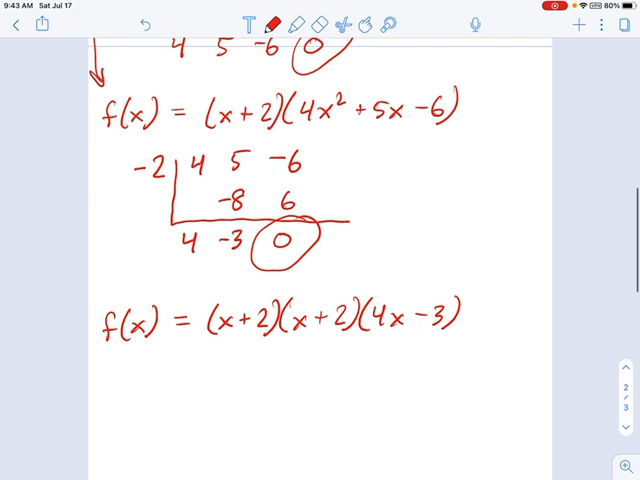 9:43 AM Sat Jul 17
VPN 80%
T
4 5 -6 0
f(x) = (x+2)(4x² + 5x - 6)
-2 4 5 -6
-8 6
4 -3 0
f(x) = (x+2)(x+2)(4x - 3)
2
/
3